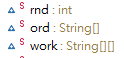 S rnd : int
S ord : String[]
S work : String[][]